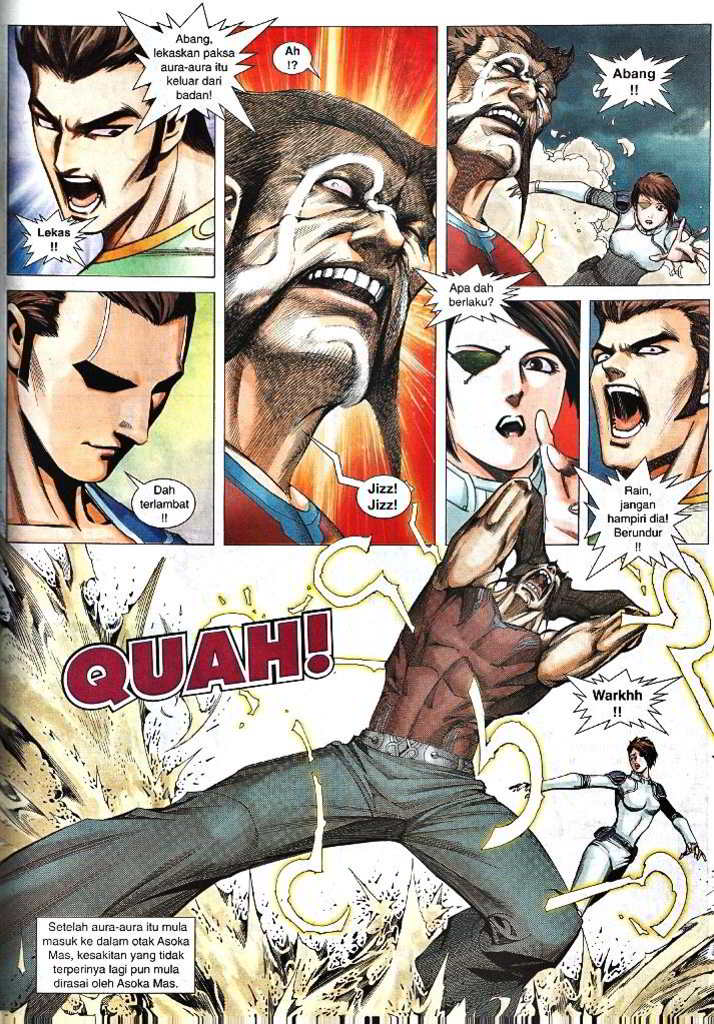 Abang,
lekaskan paksa
aura-aura itu
keluar dari
badan!
Lekas
!!
Ah
!?
Abang
!!
Dah
terlambat
!!
Jizz!
Jizz!
Apa dah
berlaku?
Rain,
jangan
hampiri dia!
Berundur
!!
QUAH!
Warkhh
!!
Setelah aura-aura itu mula
masuk ke dalam otak Asoka
Mas, kesakitan yang tidak
terperinya lagi pun mula
dirasai oleh Asoka Mas.